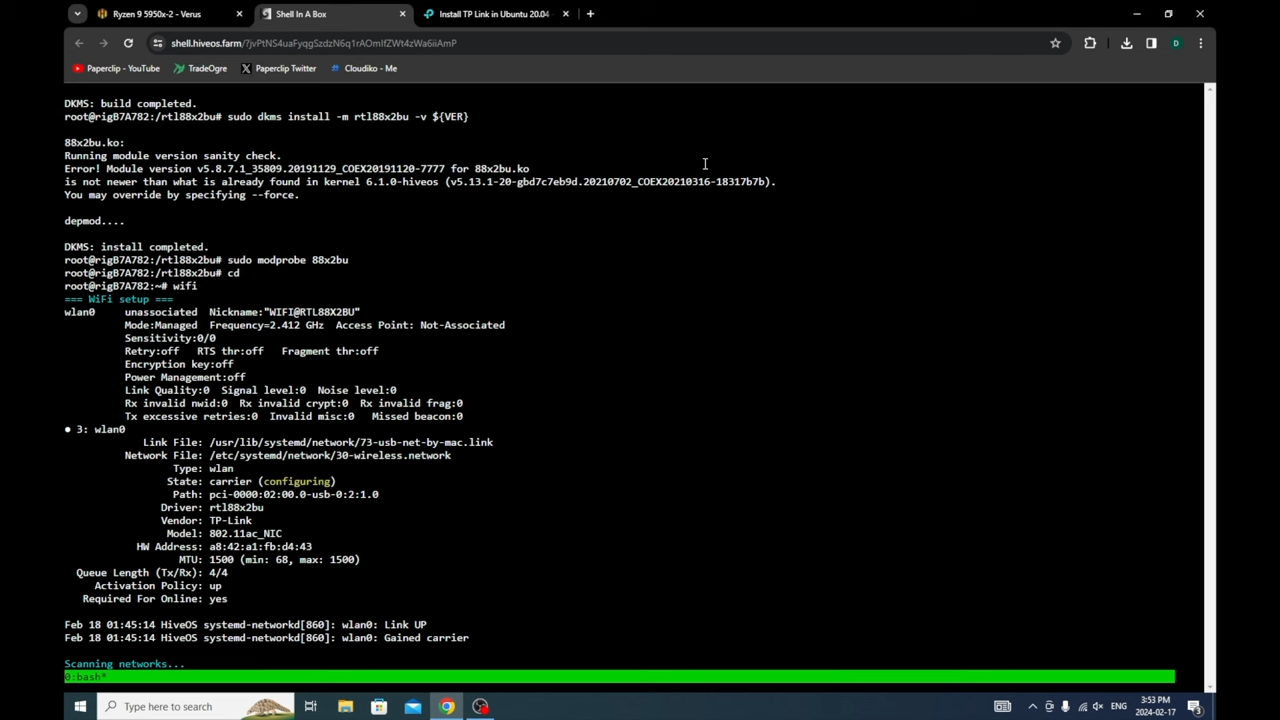 Ryzen 9 5950x-2 - Verus
Shell In A Box
Install TP Link in Ubuntu 20.04
shell.hiveos.farm/?jvPtNS4uaFyqgSzdzN6q1rAOmIfZWt4zWa6iiAmP
Paperclip - YouTube
TradeOgre
Paperclip Twitter
Cloudiko - Me
D
DKMS: build completed.
root@rigB7A782:/rtl88x2bu# sudo dkms install -m rtl88x2bu -v ${VER}
88x2bu.ko:
Running module version sanity check.
Error! Module version v5.8.7.1_35809.20191129_COEX20191120-7777 for 88x2bu.ko
is not newer than what is already found in kernel 6.1.0-hiveos (v5.13.1-20-gbd7c7eb9d.20210702_COEX20210316-18317b7b).
You may override by specifying --force.
depmod....
DKMS: install completed.
root@rigB7A782:/rtl88x2bu# sudo modprobe 88x2bu
root@rigB7A782:/rtl88x2bu# cd
root@rigB7A782:~# wifi
=== WiFi setup ===
wlan0 unassociated Nickname:"WIFI@RTL88X2BU"
Mode:Managed Frequency=2.412 GHz Access Point: Not-Associated
Sensitivity:0/0
Retry:off RTS thr:off Fragment thr:off
Encryption key:off
Power Management:off
Link Quality:0 Signal level:0 Noise level:0
Rx invalid nwid:0 Rx invalid crypt:0 Rx invalid frag:0
Tx excessive retries:0 Invalid misc:0 Missed beacon:0
● 3: wlan0
Link File: /usr/lib/systemd/network/73-usb-net-by-mac.link
Network File: /etc/systemd/network/30-wireless.network
Type: wlan
State: carrier (configuring)
Path: pci-0000:02:00.0-usb-0:2:1.0
Driver: rtl88x2bu
Vendor: TP-Link
Model: 802.11ac_NIC
HW Address: a8:42:a1:fb:d4:43
MTU: 1500 (min: 68, max: 1500)
Queue Length (Tx/Rx): 4/4
Activation Policy: up
Required For Online: yes
Feb 18 01:45:14 HiveOS systemd-networkd[860]: wlan0: Link UP
Feb 18 01:45:14 HiveOS systemd-networkd[860]: wlan0: Gained carrier
Scanning networks...
0:bash*
Type here to search
ENG
3:53 PM
2024-02-17
3